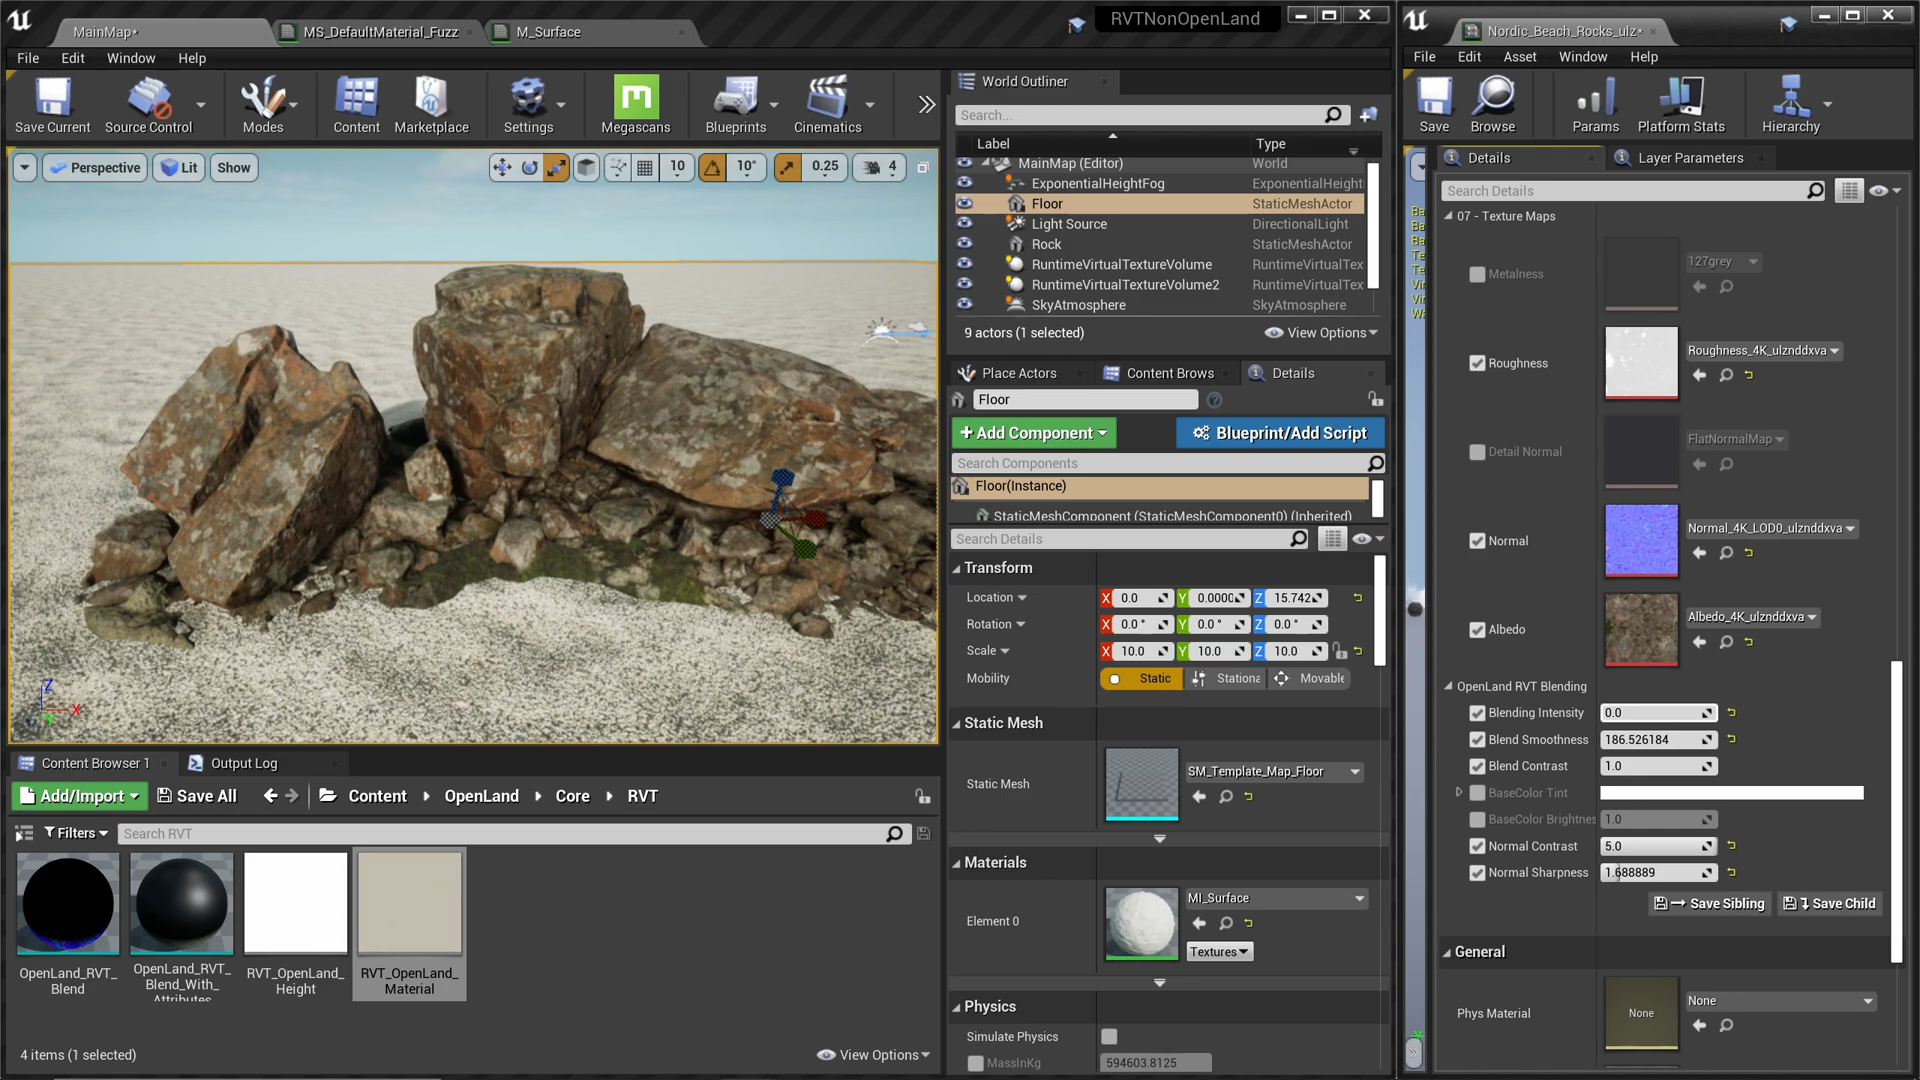 MainMap*
MS_DefaultMaterial_Fuzz
M_Surface
RVTNonOpenLand
File Edit Window Help
Save Current
Source Control
Modes
Content
Marketplace
Settings
Megascans
Blueprints
Cinematics
Perspective
Lit
Show
10
10°
0.25
4
Z
X
Y
World Outliner
Search...
Label Type
MainMap (Editor) World
ExponentialHeightFog ExponentialHeight
Floor StaticMeshActor
Light Source DirectionalLight
Rock StaticMeshActor
RuntimeVirtualTextureVolume RuntimeVirtualTex
RuntimeVirtualTextureVolume2 RuntimeVirtualTex
SkyAtmosphere SkyAtmosphere
9 actors (1 selected)
View Options
Place Actors
Content Brows
Details
Floor
+ Add Component
Blueprint/Add Script
Search Components
Floor(Instance)
StaticMeshComponent (StaticMeshComponent0) (Inherited)
Search Details
Transform
Location X 0.0 Y 0.0000 Z 15.742
Rotation X 0.0 ° Y 0.0 ° Z 0.0 °
Scale X 10.0 Y 10.0 Z 10.0
Mobility Static Stationa Movable
Static Mesh
Static Mesh
SM_Template_Map_Floor
Materials
Element 0
MI_Surface
Textures
Physics
Simulate Physics
MassInKg 594603.8125
Content Browser 1
Output Log
Add/Import
Save All
Content
OpenLand
Core
RVT
Filters
Search RVT
OpenLand_RVT_
Blend
OpenLand_RVT_
Blend_With_
Attributes
RVT_OpenLand_
Height
RVT_OpenLand_
Material
4 items (1 selected)
View Options
Nordic_Beach_Rocks_ulz*
File Edit Asset Window Help
Save
Browse
Params
Platform Stats
Hierarchy
Details
Layer Parameters
Search Details
07 - Texture Maps
Metalness
127grey
Roughness
Roughness_4K_ulznddxva
Detail Normal
FlatNormalMap
Normal
Normal_4K_LOD0_ulznddxva
Albedo
Albedo_4K_ulznddxva
OpenLand RVT Blending
Blending Intensity 0.0
Blend Smoothness 186.526184
Blend Contrast 1.0
BaseColor Tint
BaseColor Brightnes 1.0
Normal Contrast 5.0
Normal Sharpness 1.688889
Save Sibling
Save Child
General
Phys Material
None
None